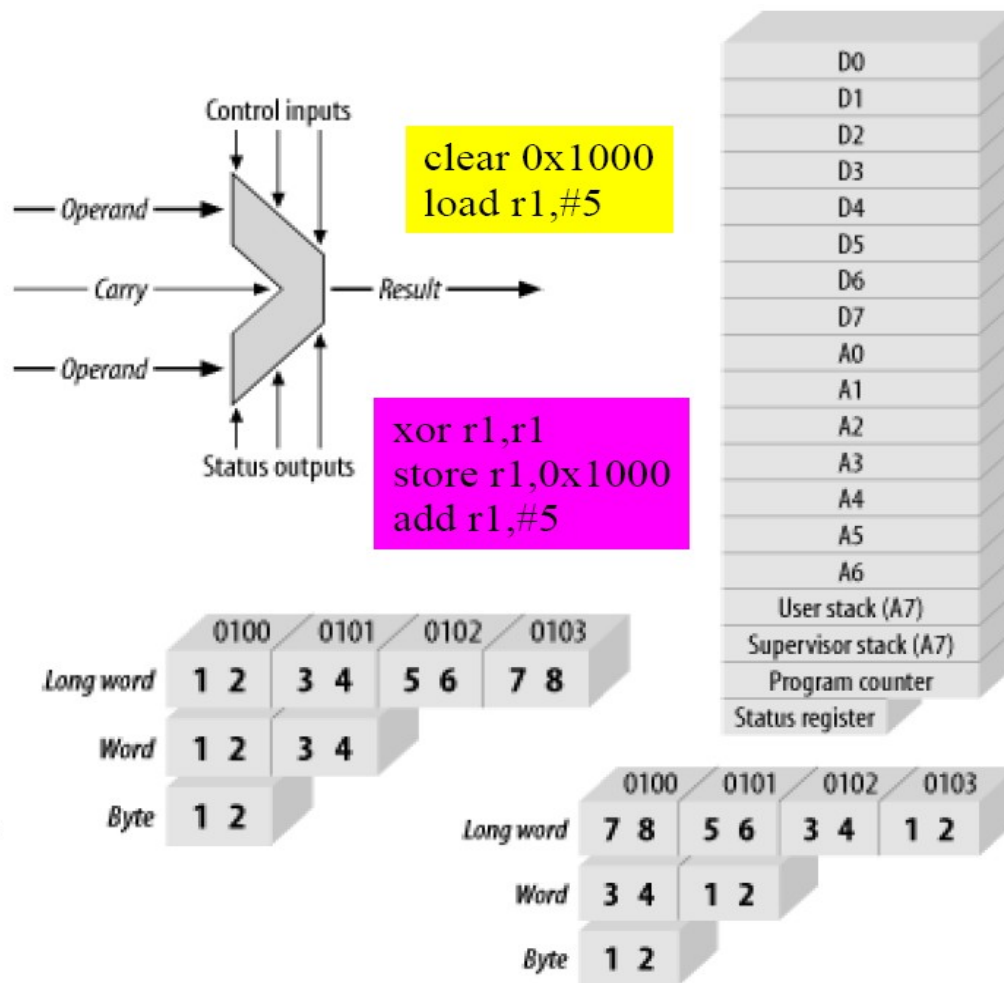 Control inputs
Operand
Carry
Operand
Result
Status outputs
clear 0x1000
load r1,#5
xor r1,r1
store r1,0x1000
add r1,#5
D0
D1
D2
D3
D4
D5
D6
D7
A0
A1
A2
A3
A4
A5
A6
User stack (A7)
Supervisor stack (A7)
Program counter
Status register
0100 0101 0102 0103
Long word 1 2 3 4 5 6 7 8
Word 1 2 3 4
Byte 1 2
0100 0101 0102 0103
Long word 7 8 5 6 3 4 1 2
Word 3 4 1 2
Byte 1 2